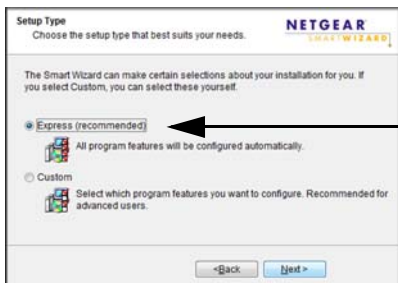 Setup Type
Choose the setup type that best suits your needs.
NETGEAR
SMARTWIZARD
The Smart Wizard can make certain selections about your installation for you. If
you select Custom, you can select these yourself.
Express (recommended)
All program features will be configured automatically.
Custom
Select which program features you want to configure. Recommended for
advanced users.
<Back
Next >